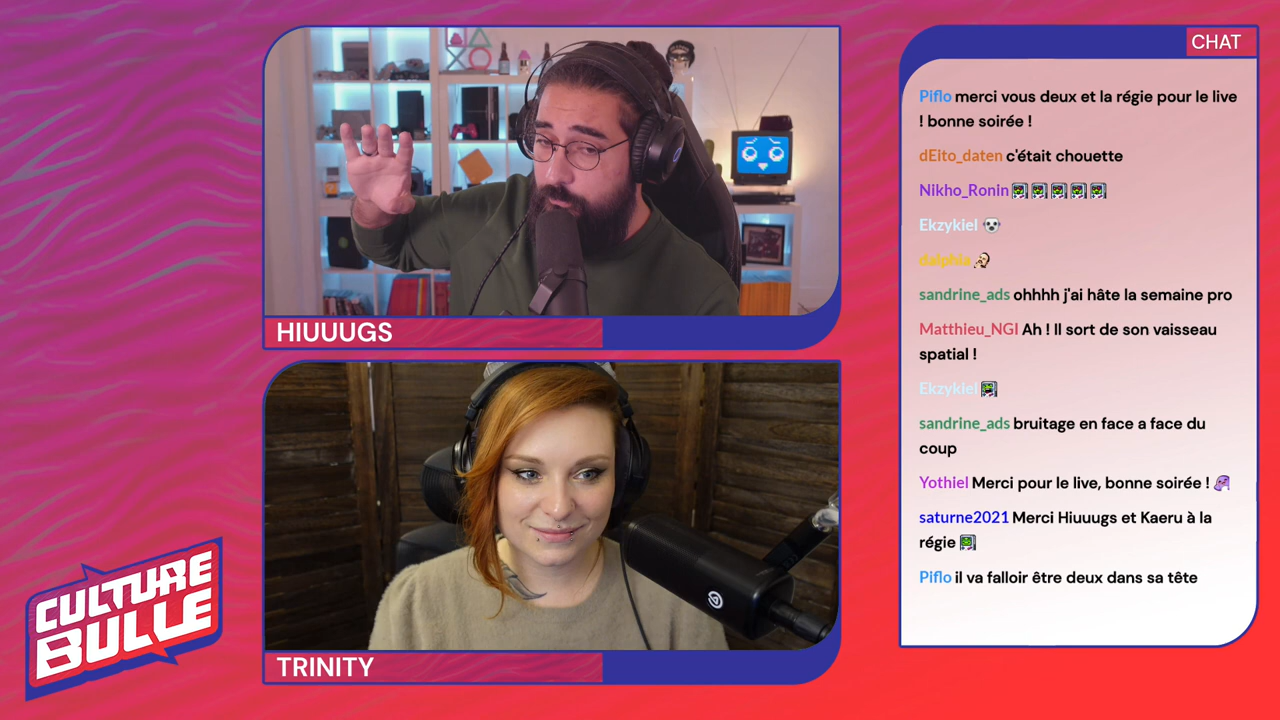 HIUUUGS
TRINITY
CULTURE
BULLE
CHAT
Piflo merci vous deux et la régie pour le live
! bonne soirée !
dEito_daten c'était chouette
Nikho_Ronin
Ekzykiel
dalphia
sandrine_ads ohhhh j'ai hâte la semaine pro
Matthieu_NGI Ah ! Il sort de son vaisseau
spatial !
Ekzykiel
sandrine_ads bruitage en face a face du
coup
Yothiel Merci pour le live, bonne soirée !
saturne2021 Merci Hiuuugs et Kaeru à la
régie
Piflo il va falloir être deux dans sa tête